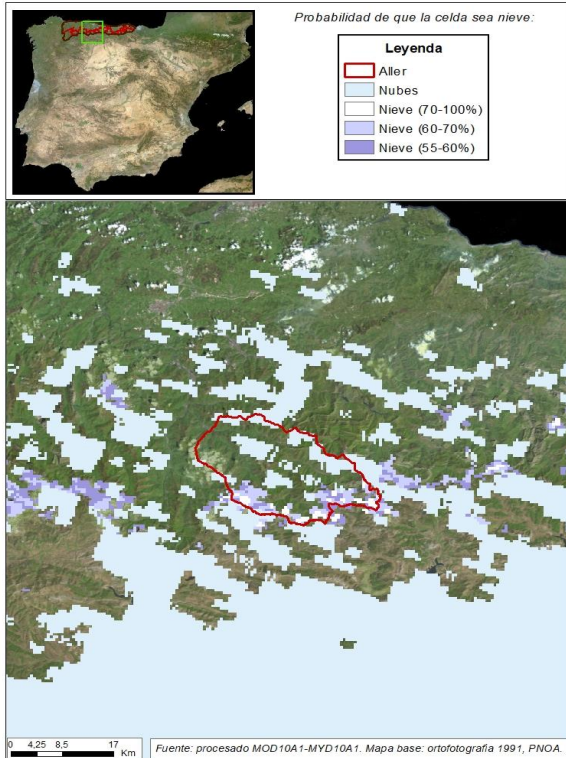 Probabilidad de que la celda sea nieve:
Leyenda
Aller
Nubes
Nieve (70-100%)
Nieve (60-70%)
Nieve (55-60%)
0 4,25 8,5 17
Km
Fuente: procesado MOD10A1-MYD10A1. Mapa base: ortofotografia 1991, PNOA.